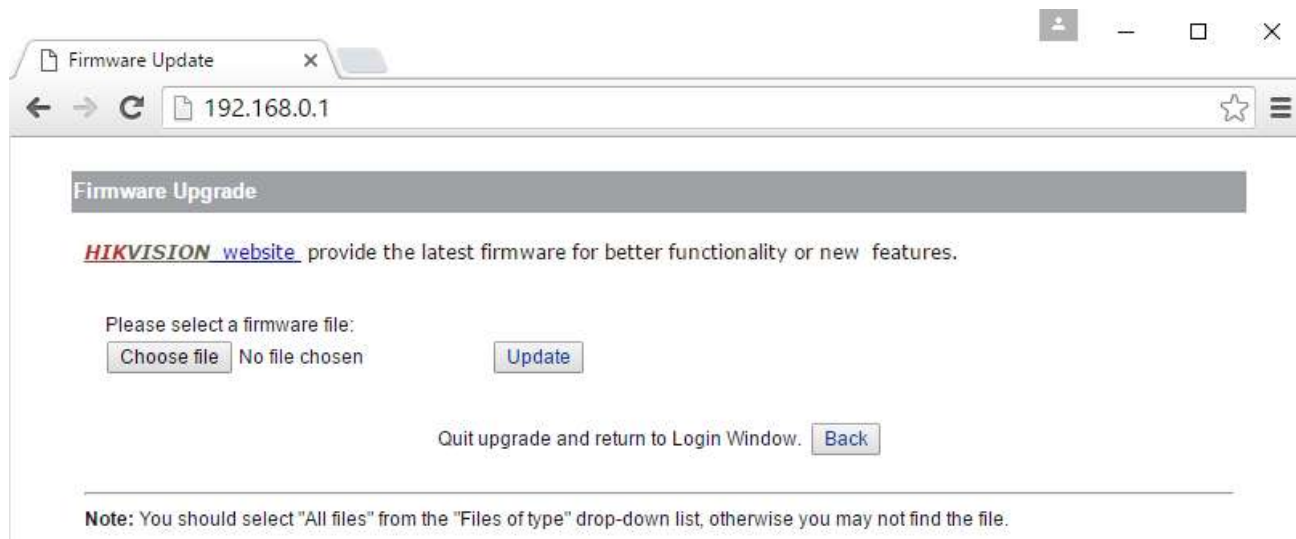 Firmware Update
192.168.0.1
Firmware Upgrade
HIKVISION website provide the latest firmware for better functionality or new features.
Please select a firmware file:
Choose file No file chosen Update
Quit upgrade and return to Login Window. Back
Note: You should select "All files" from the "Files of type" drop-down list, otherwise you may not find the file.